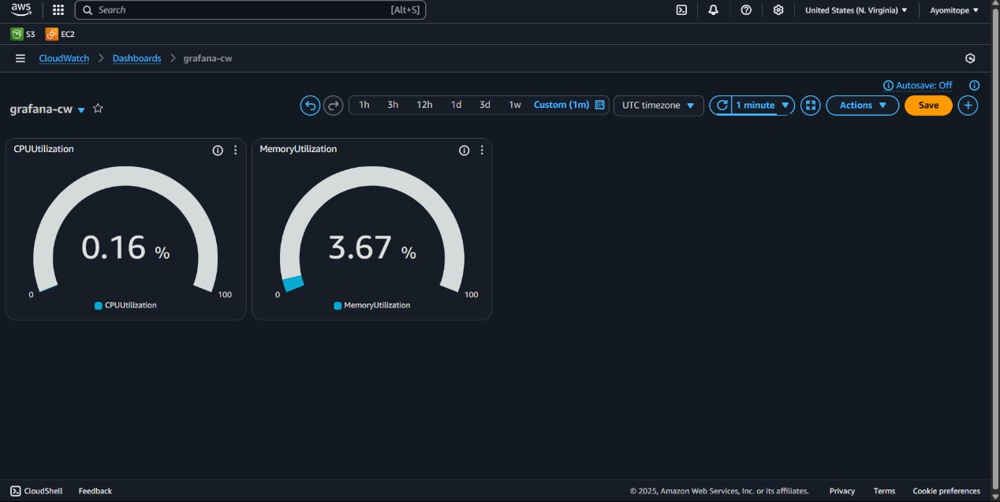 aws Search [Alt+S] United States (N. Virginia) Ayomitope
S3 EC2
CloudWatch Dashboards grafana-cw
Autosave: Off
grafana-cw 1h 3h 12h 1d 3d 1w Custom (1m) UTC timezone 1 minute Actions Save
CPUUtilization
0.16 %
0 100
CPUUtilization
MemoryUtilization
3.67 %
0 100
MemoryUtilization
CloudShell Feedback © 2025, Amazon Web Services, Inc. or its affiliates. Privacy Terms Cookie preferences